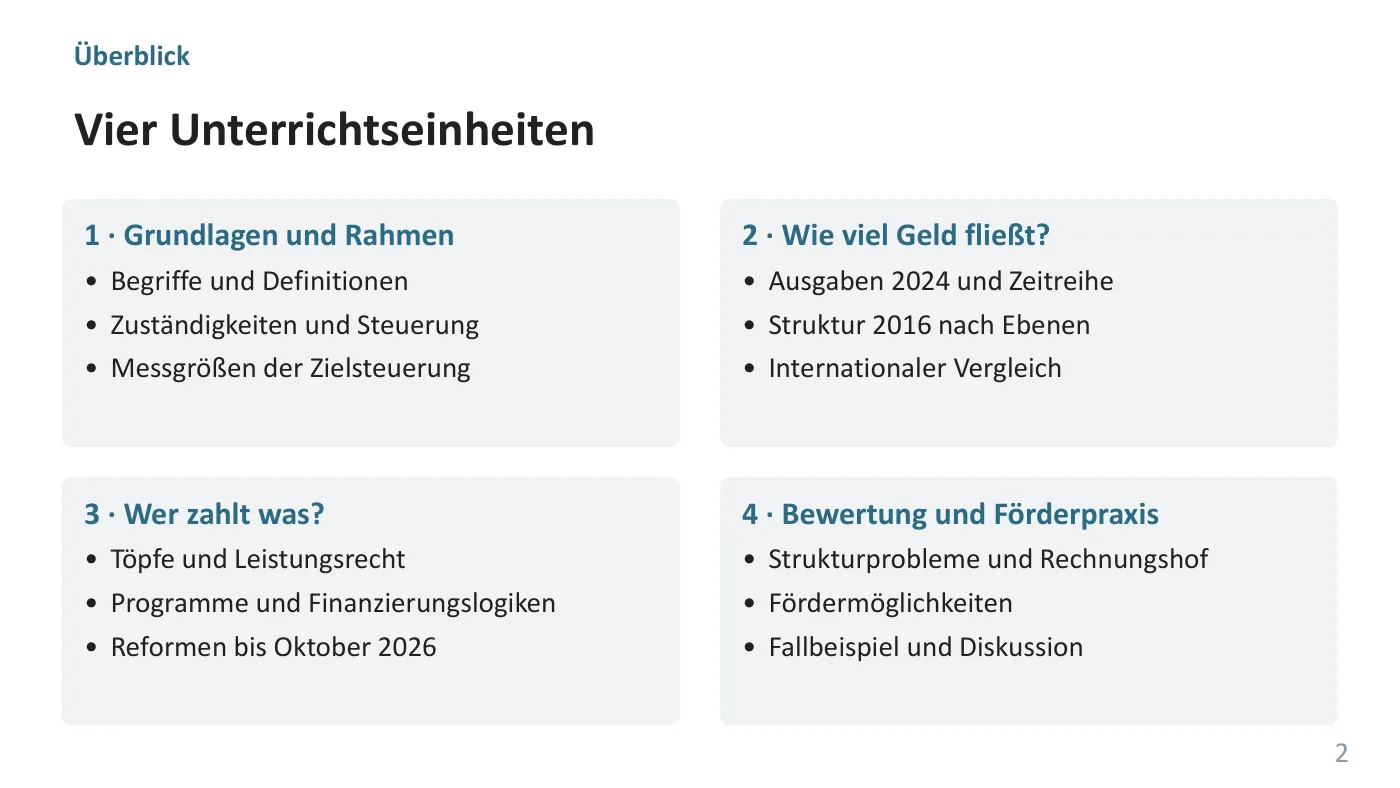 Überblick
Vier Unterrichtseinheiten
1 · Grundlagen und Rahmen
• Begriffe und Definitionen
• Zuständigkeiten und Steuerung
• Messgrößen der Zielsteuerung
2 · Wie viel Geld fließt?
• Ausgaben 2024 und Zeitreihe
• Struktur 2016 nach Ebenen
• Internationaler Vergleich
3 · Wer zahlt was?
• Töpfe und Leistungsrecht
• Programme und Finanzierungslogiken
• Reformen bis Oktober 2026
4 · Bewertung und Förderpraxis
• Strukturprobleme und Rechnungshof
• Fördermöglichkeiten
• Fallbeispiel und Diskussion
2